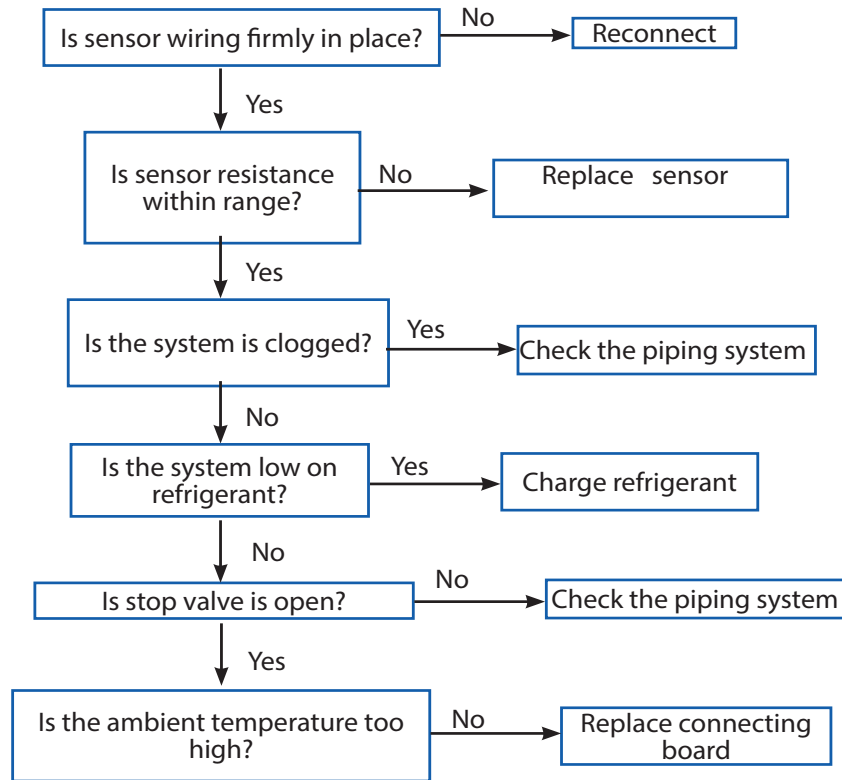 Is sensor wiring firmly in place?
No
Reconnect
Yes
Is sensor resistance
within range?
No
Replace sensor
Yes
Is the system is clogged?
Yes
Check the piping system
No
Is the system low on
refrigerant?
Yes
Charge refrigerant
No
Is stop valve is open?
No
Check the piping system
Yes
Is the ambient temperature too
high?
No
Replace connecting
board